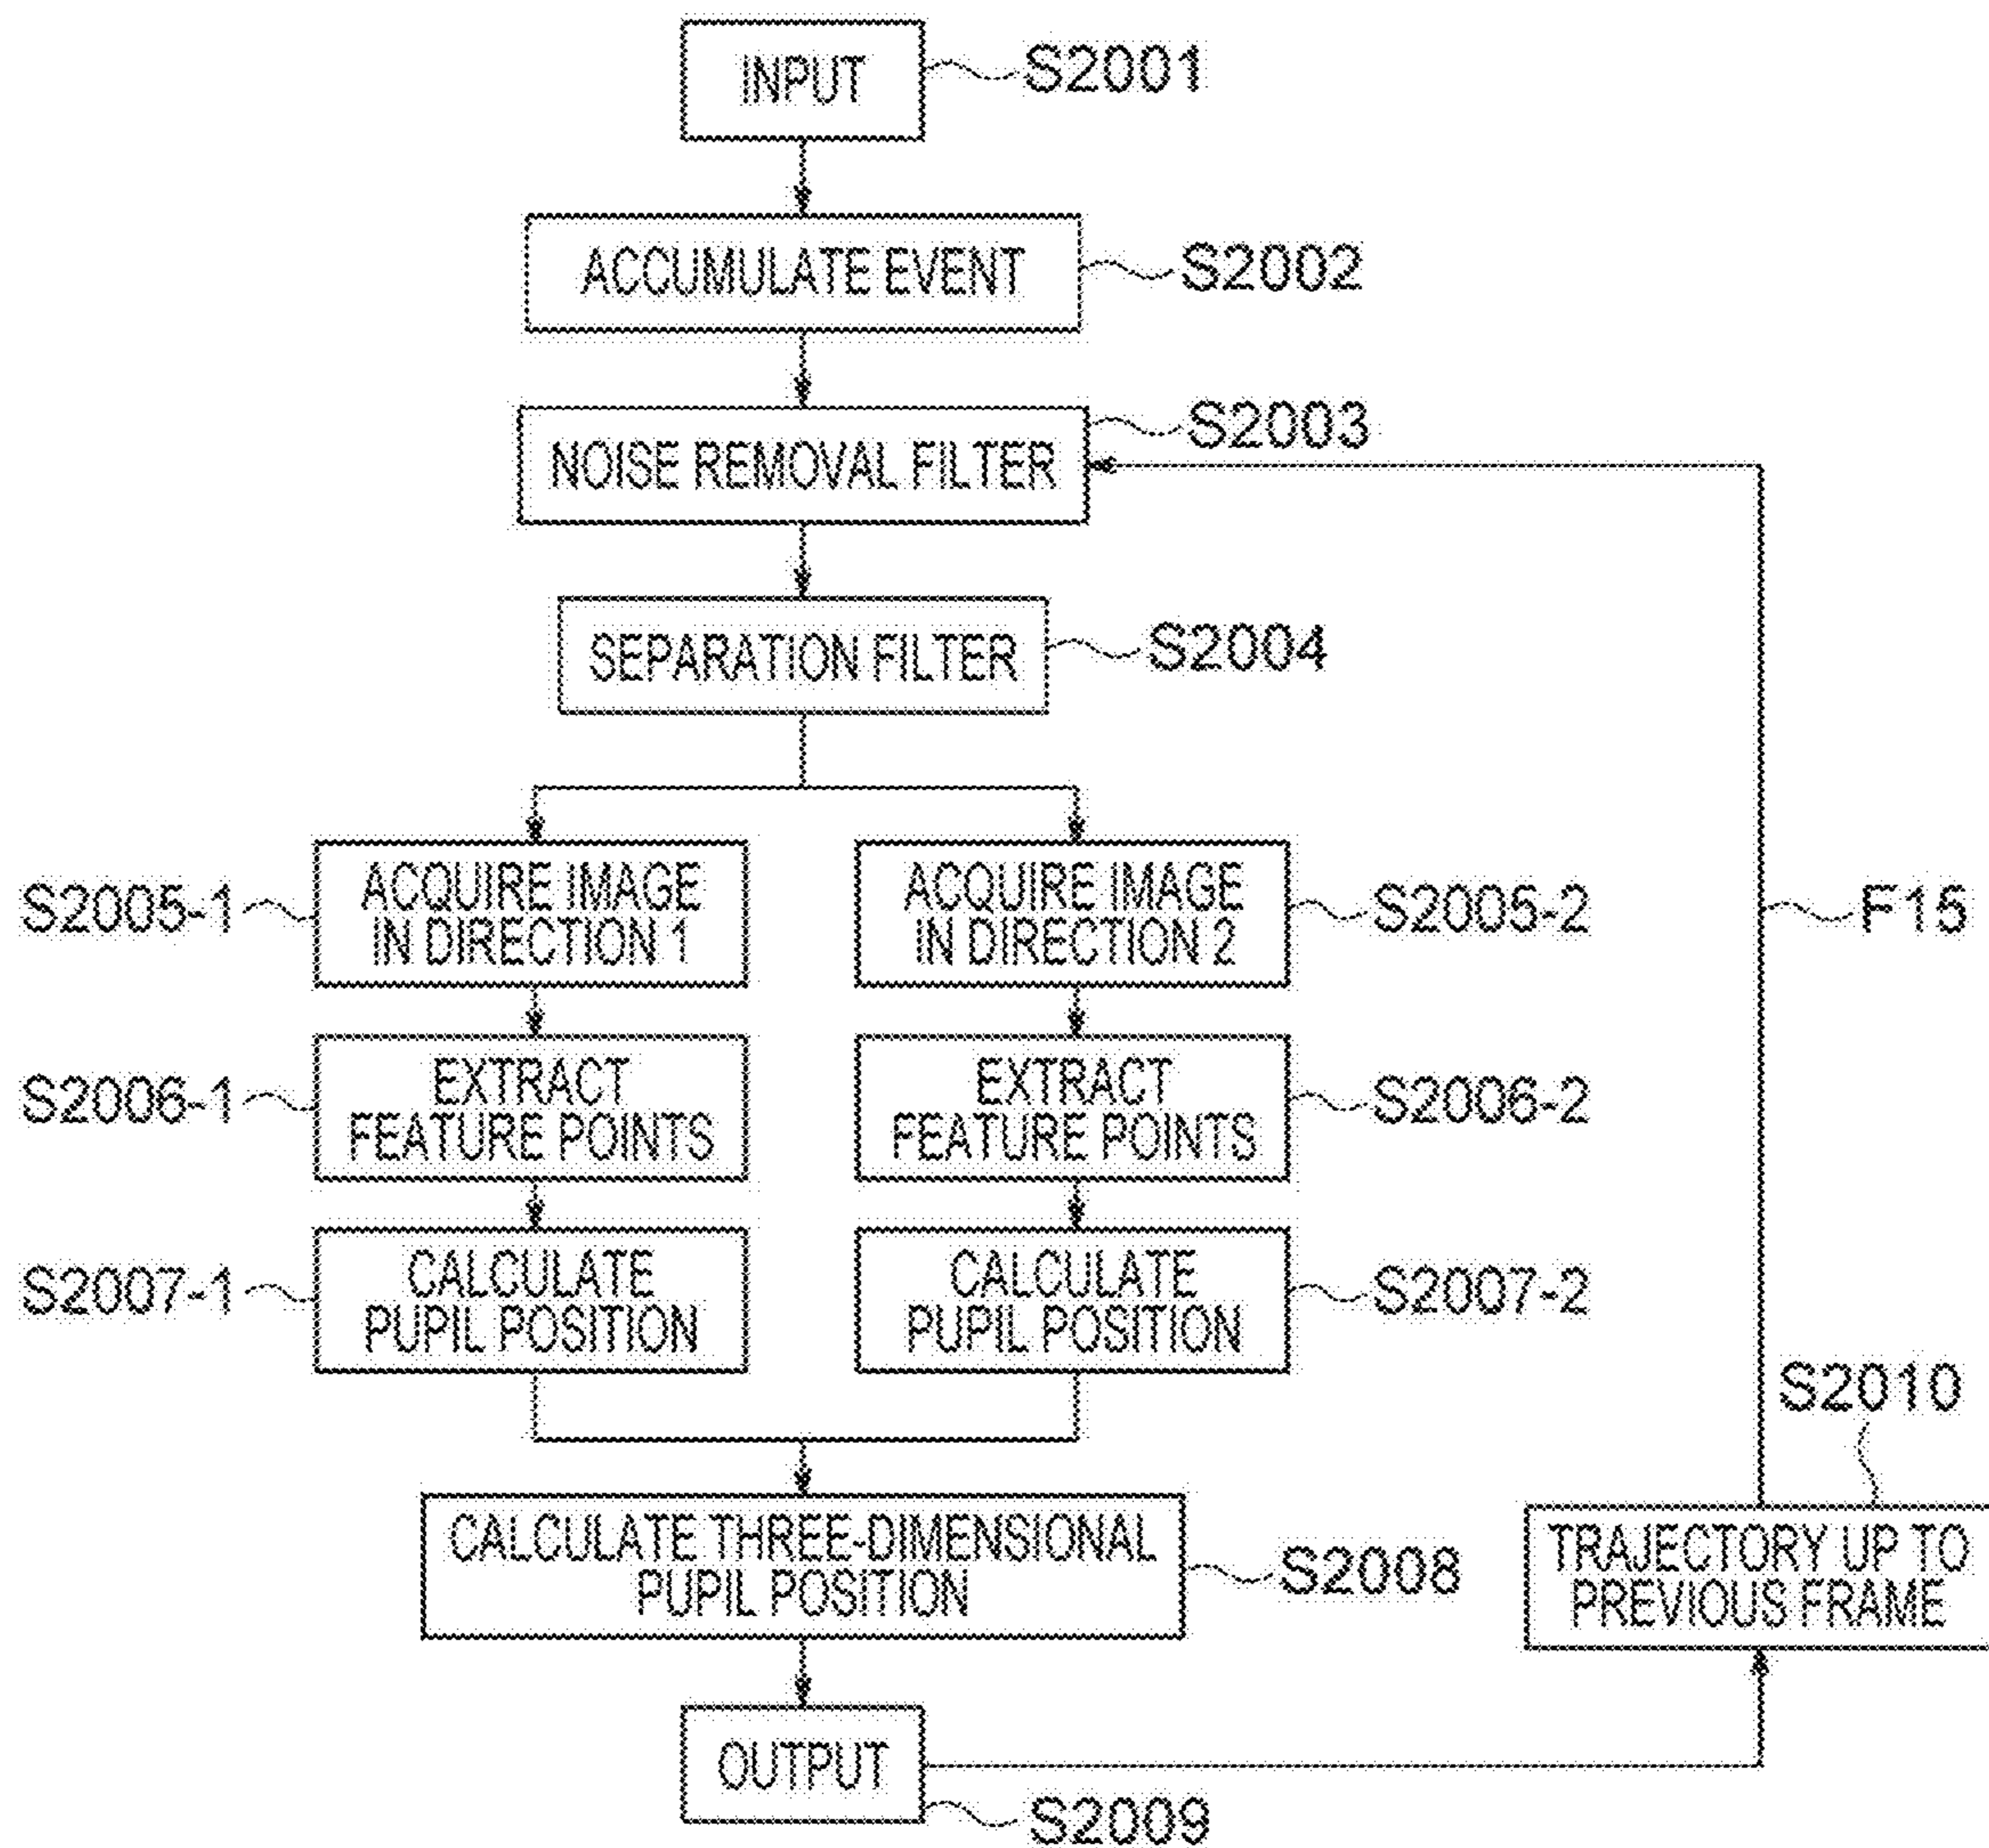 INPUT
S2001
ACCUMULATE EVENT
S2002
NOISE REMOVAL FILTER
S2003
SEPARATION FILTER
S2004
S2005-1
ACQUIRE IMAGE
IN DIRECTION 1
ACQUIRE IMAGE
IN DIRECTION 2
S2005-2
F15
S2006-1
EXTRACT
FEATURE POINTS
EXTRACT
FEATURE POINTS
S2006-2
S2007-1
CALCULATE
PUPIL POSITION
CALCULATE
PUPIL POSITION
S2007-2
S2010
CALCULATE THREE-DIMENSIONAL
PUPIL POSITION
S2008
TRAJECTORY UP TO
PREVIOUS FRAME
OUTPUT
S2009